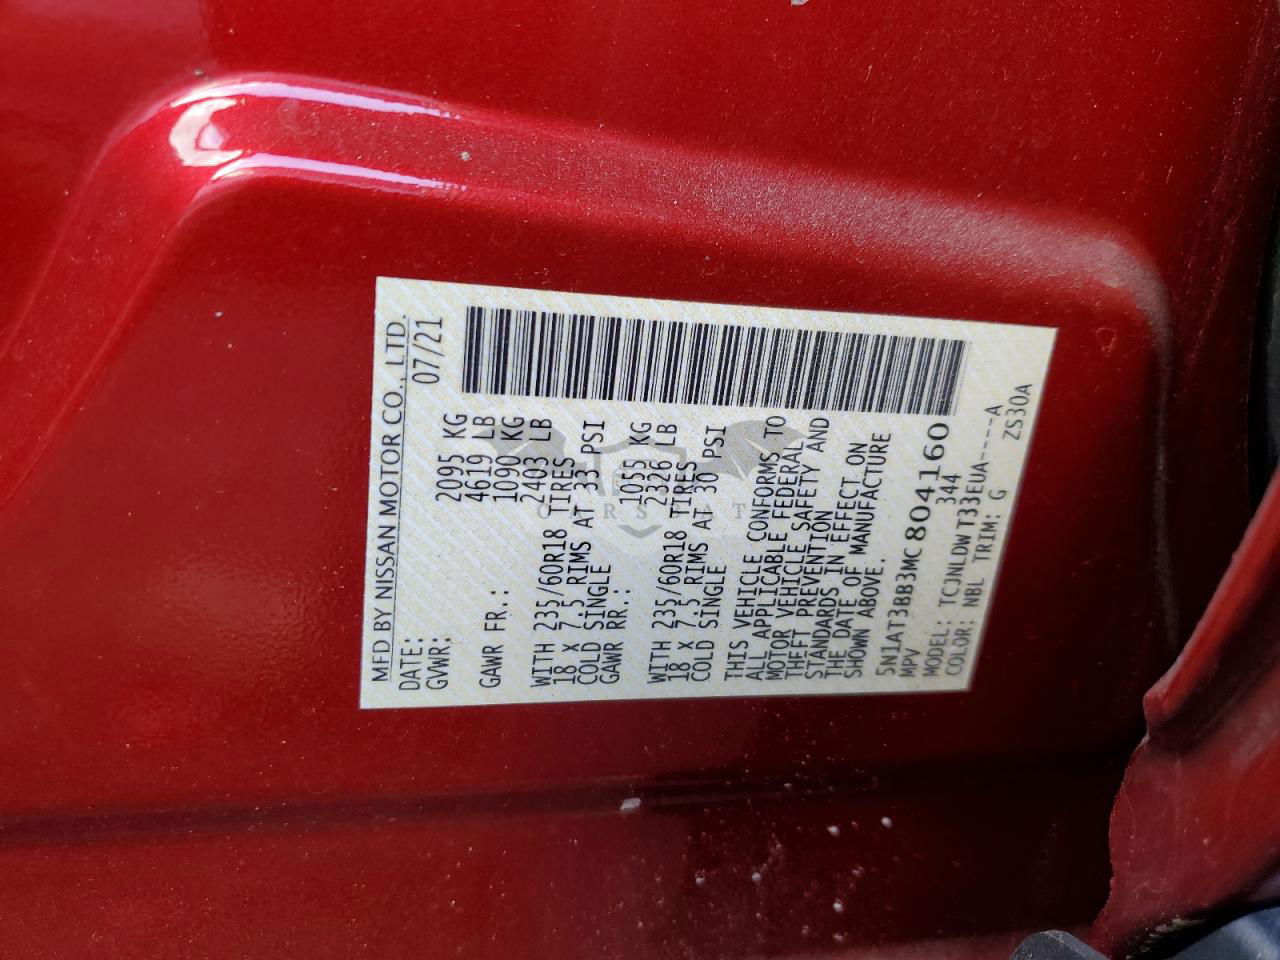 MFD BY NISSAN MOTOR CO., LTD.
DATE: 07/21
GVWR: 2095 KG
4619 LB
GAWR FR.: 1090 KG
2403 LB
WITH 235/60R18 TIRES
18 X 7.5 RIMS AT 33 PSI
COLD SINGLE
GAWR RR.: 1055 KG
2326 LB
WITH 235/60R18 TIRES
18 X 7.5 RIMS AT 30 PSI
COLD SINGLE
THIS VEHICLE CONFORMS TO
ALL APPLICABLE FEDERAL
MOTOR VEHICLE SAFETY AND
THEFT PREVENTION
STANDARDS IN EFFECT ON
THE DATE OF MANUFACTURE
SHOWN ABOVE.
5N1AT3BB3MC804160
MPV 344
MODEL: TCJNLDWT33EUA-----A
COLOR: NBL TRIM: G ZS30A